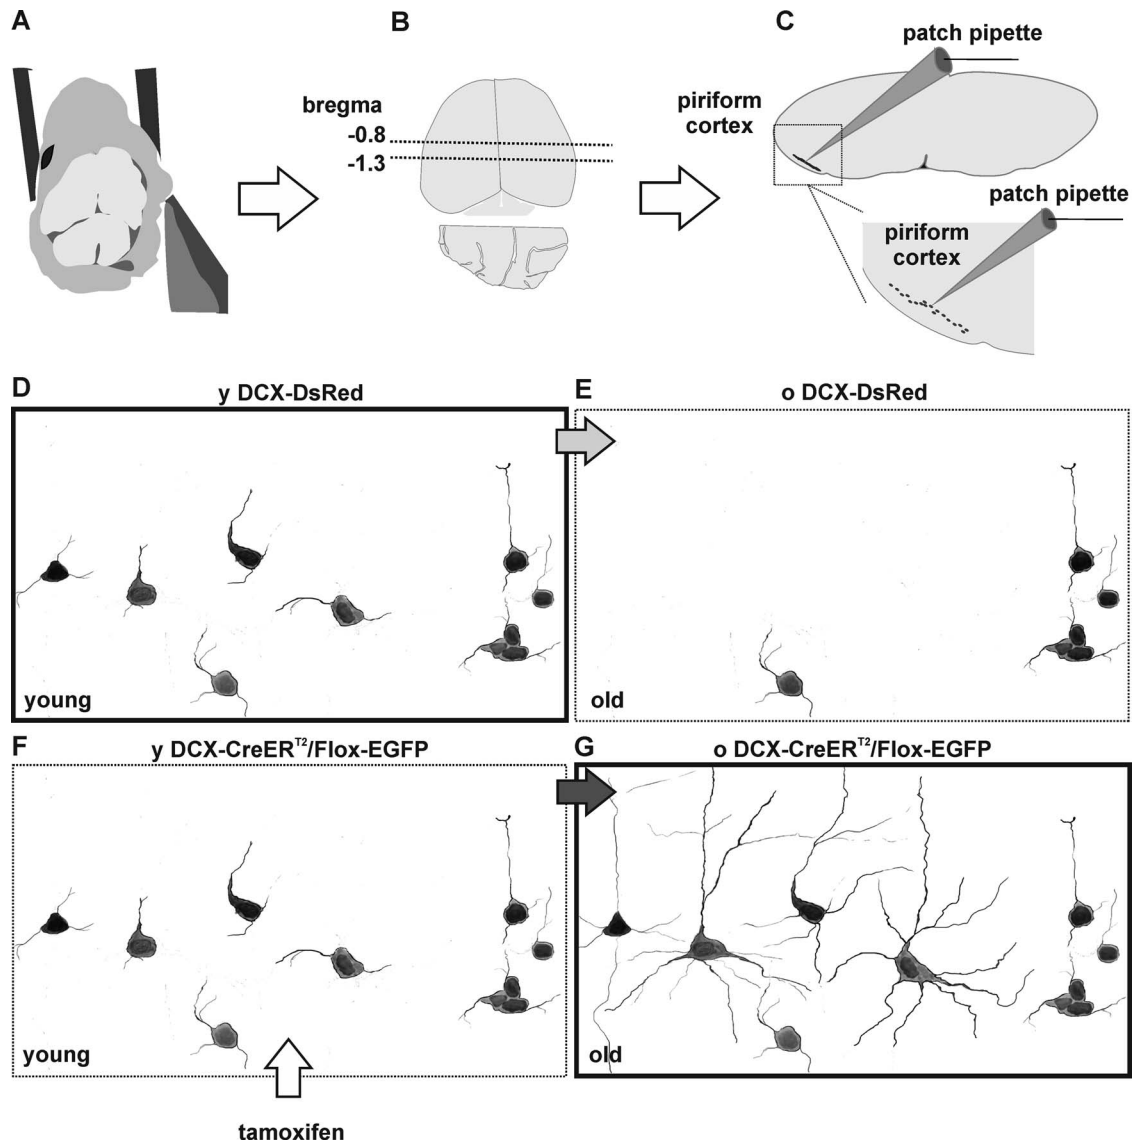 A
B
C
patch pipette
bregma
-0.8
-1.3
piriform
cortex
patch pipette
piriform
cortex
D
y DCX-DsRed
E
o DCX-DsRed
young
old
F
y DCX-CreER^T2/Flox-EGFP
G
o DCX-CreER^T2/Flox-EGFP
young
old
tamoxifen